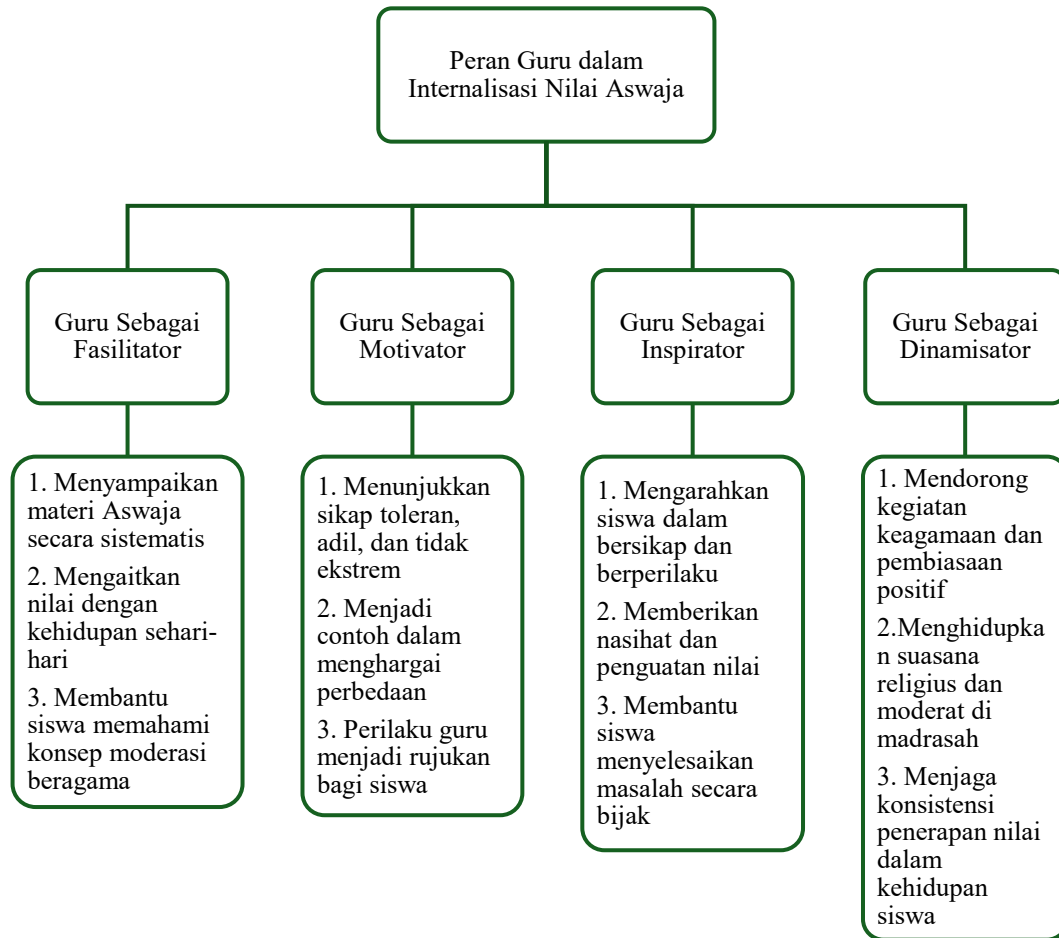 Peran Guru dalam
Internalisasi Nilai Aswaja
Guru Sebagai
Fasilitator
Guru Sebagai
Motivator
Guru Sebagai
Inspirator
Guru Sebagai
Dinamisator
1. Menyampaikan
materi Aswaja
secara sistematis
2. Mengaitkan
nilai dengan
kehidupan sehari-
hari
3. Membantu
siswa memahami
konsep moderasi
beragama
1. Menunjukkan
sikap toleran,
adil, dan tidak
ekstrem
2. Menjadi
contoh dalam
menghargai
perbedaan
3. Perilaku guru
menjadi rujukan
bagi siswa
1. Mengarahkan
siswa dalam
bersikap dan
berperilaku
2. Memberikan
nasihat dan
penguatan nilai
3. Membantu
siswa
menyelesaikan
masalah secara
bijak
1. Mendorong
kegiatan
keagamaan dan
pembiasaan
positif
2.Menghidupka
n suasana
religius dan
moderat di
madrasah
3. Menjaga
konsistensi
penerapan nilai
dalam
kehidupan
siswa